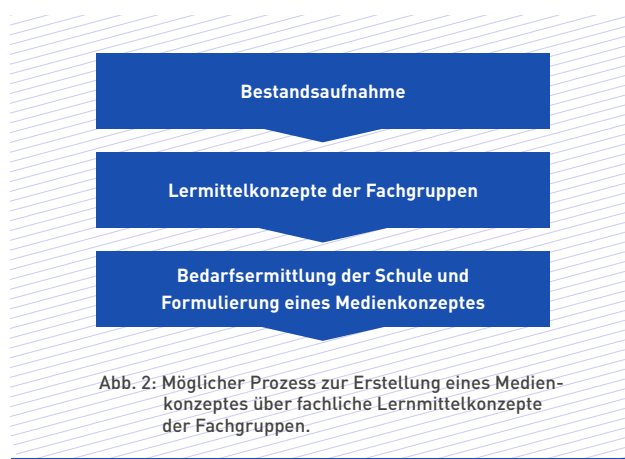 Bestandsaufnahme
Lermittelkonzepte der Fachgruppen
Bedarfsermittlung der Schule und
Formulierung eines Medienkonzeptes
Abb. 2: Möglicher Prozess zur Erstellung eines Medien-
konzeptes über fachliche Lernmittelkonzepte
der Fachgruppen.